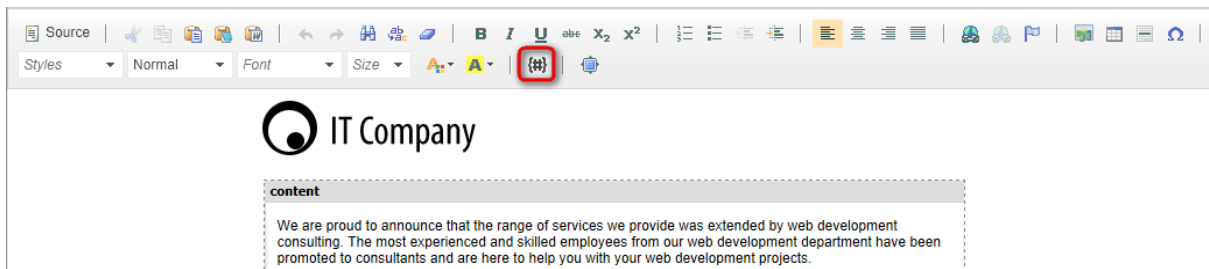 Source B I U abc X₂ X² Ω
Styles Normal Font Size A A {#}
IT Company
content
We are proud to announce that the range of services we provide was extended by web development
consulting. The most experienced and skilled employees from our web development department have been
promoted to consultants and are here to help you with your web development projects.